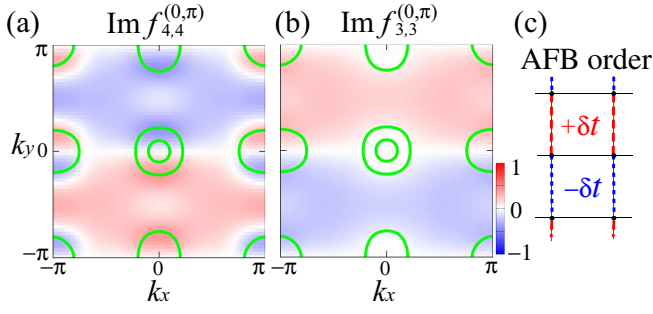 (a) Im f_{4,4}^{(0,π)}
π
k_y 0
−π
−π 0 π
k_x
(b) Im f_{3,3}^{(0,π)}
1
0
−1
−π 0 π
k_x
(c)
AFB order
+δt
−δt